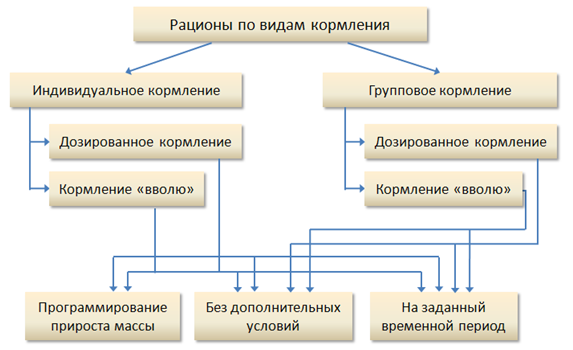 Рационы по видам кормления
Индивидуальное кормление
Групповое кормление
Дозированное кормление
Дозированное кормление
Кормление «вволю»
Кормление «вволю»
Программирование
прироста массы
Без дополнительных
условий
На заданный
временной период